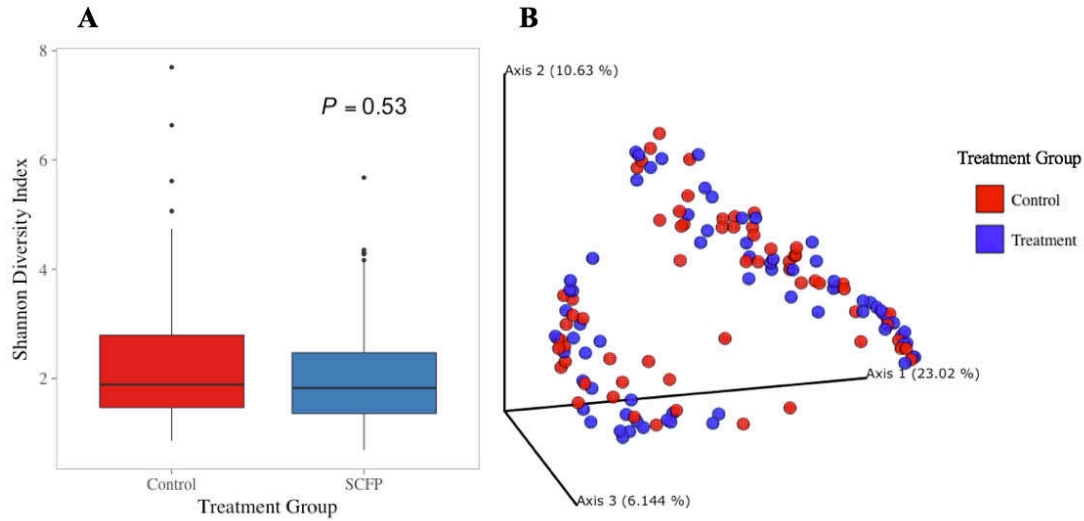 A
B
8
6
4
2
Shannon Diversity Index
P = 0.53
Control
SCFP
Treatment Group
Axis 2 (10.63 %)
Axis 1 (23.02 %)
Axis 3 (6.144 %)
Treatment Group
Control
Treatment